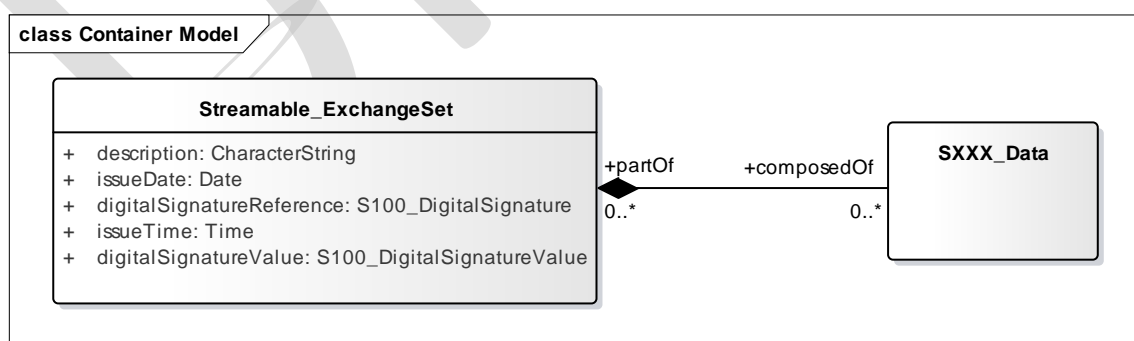 class Container Model
Streamable_ExchangeSet
+ description: CharacterString
+ issueDate: Date
+ digitalSignatureReference: S100_DigitalSignature
+ issueTime: Time
+ digitalSignatureValue: S100_DigitalSignatureValue
+partOf
0..*
+composedOf
0..*
SXXX_Data